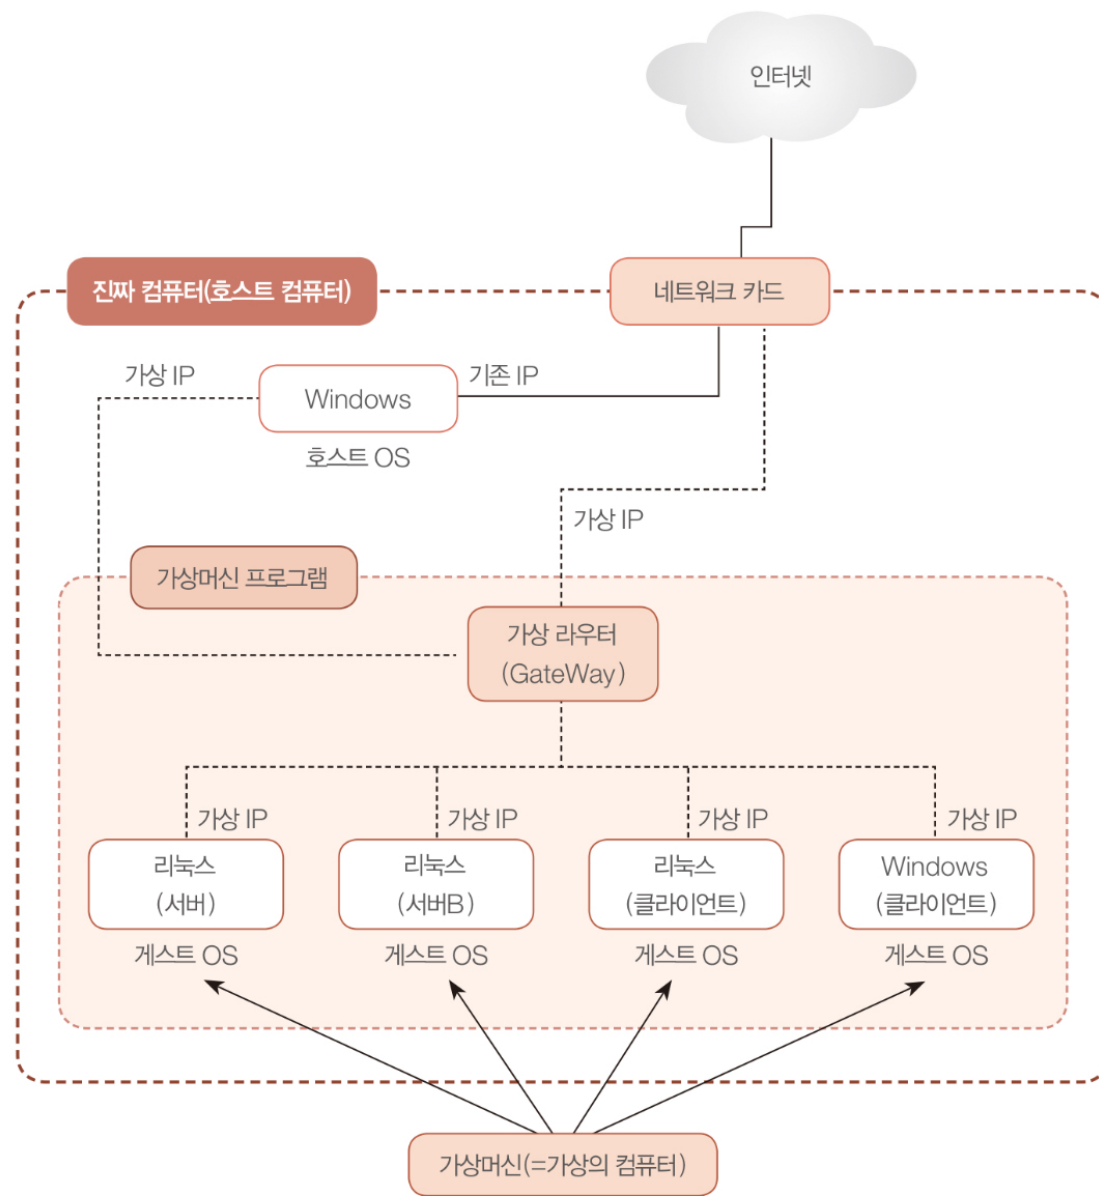 인터넷
진짜 컴퓨터(호스트 컴퓨터)
네트워크 카드
가상 IP
Windows
기존 IP
호스트 OS
가상 IP
가상머신 프로그램
가상 라우터
(GateWay)
가상 IP
가상 IP
가상 IP
가상 IP
리눅스
(서버)
리눅스
(서버B)
리눅스
(클라이언트)
Windows
(클라이언트)
게스트 OS
게스트 OS
게스트 OS
게스트 OS
가상머신(=가상의 컴퓨터)